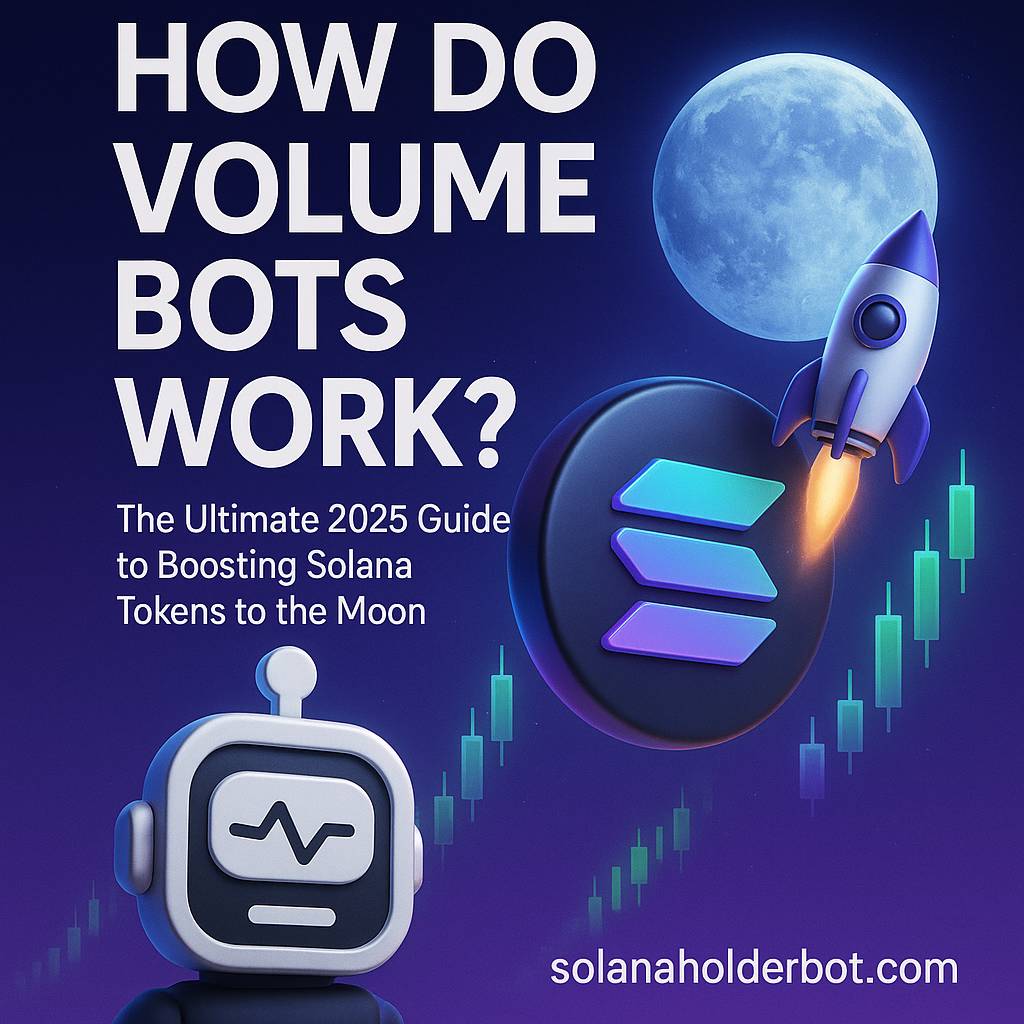 HOW DO
VOLUME
BOTS
WORK?
The Ultimate 2025 Guide
to Boosting Solana
Tokens to the Moon
solanaholderbot.com